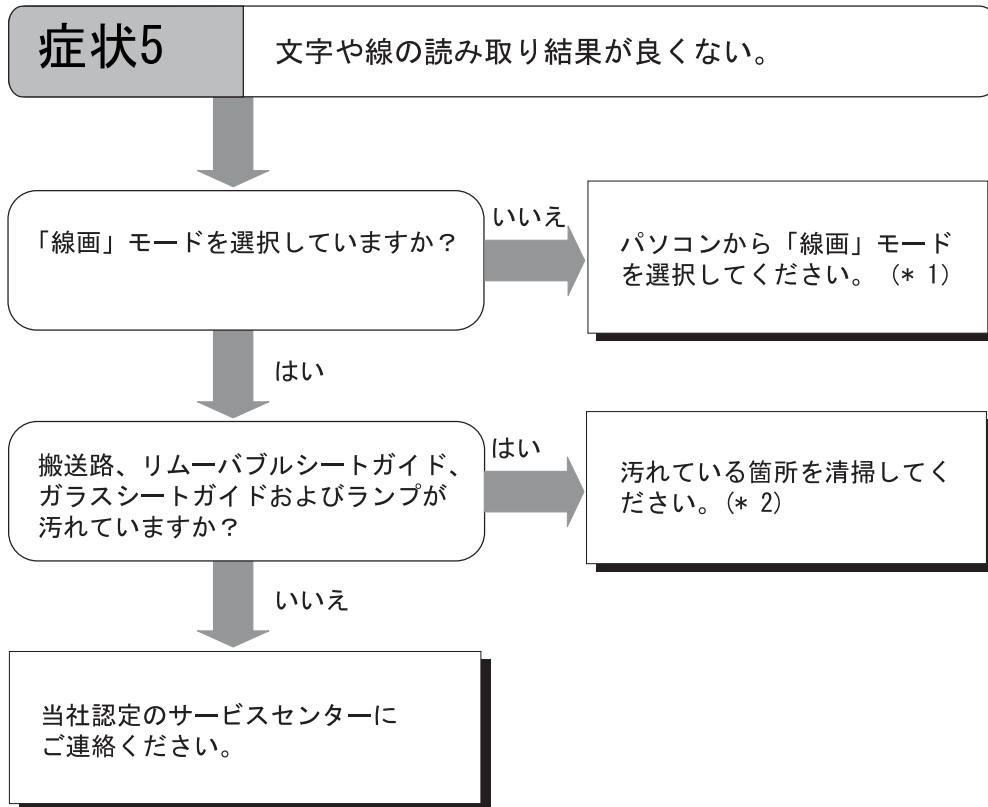 症状5
文字や線の読み取り結果が良くない。
「線画」モードを選択していますか？
いいえ
パソコンから「線画」モード
を選択してください。 (* 1)
はい
搬送路、リムーバブルシートガイド、
ガラスシートガイドおよびランプが
汚れていますか？
はい
汚れている箇所を清掃してく
ださい。(* 2)
いいえ
当社認定のサービスセンターに
ご連絡ください。